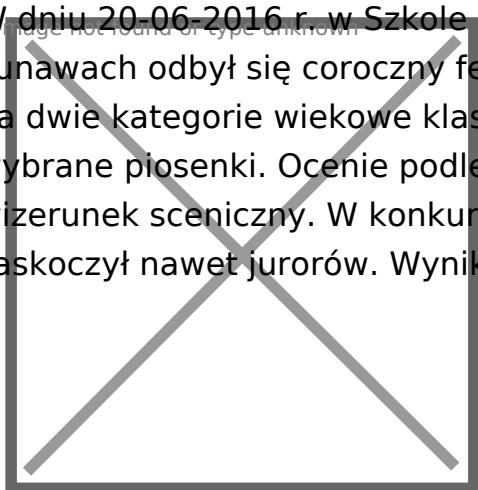 dniu 20-06-2016 r. w Szkole
image not found or type unknown
unawach odbył się coroczny fe
a dwie kategorie wiekowe klas
ybrane piosenki. Ocenie podle
izerunek sceniczny. W konkur
askoczył nawet jurorów. Wynik